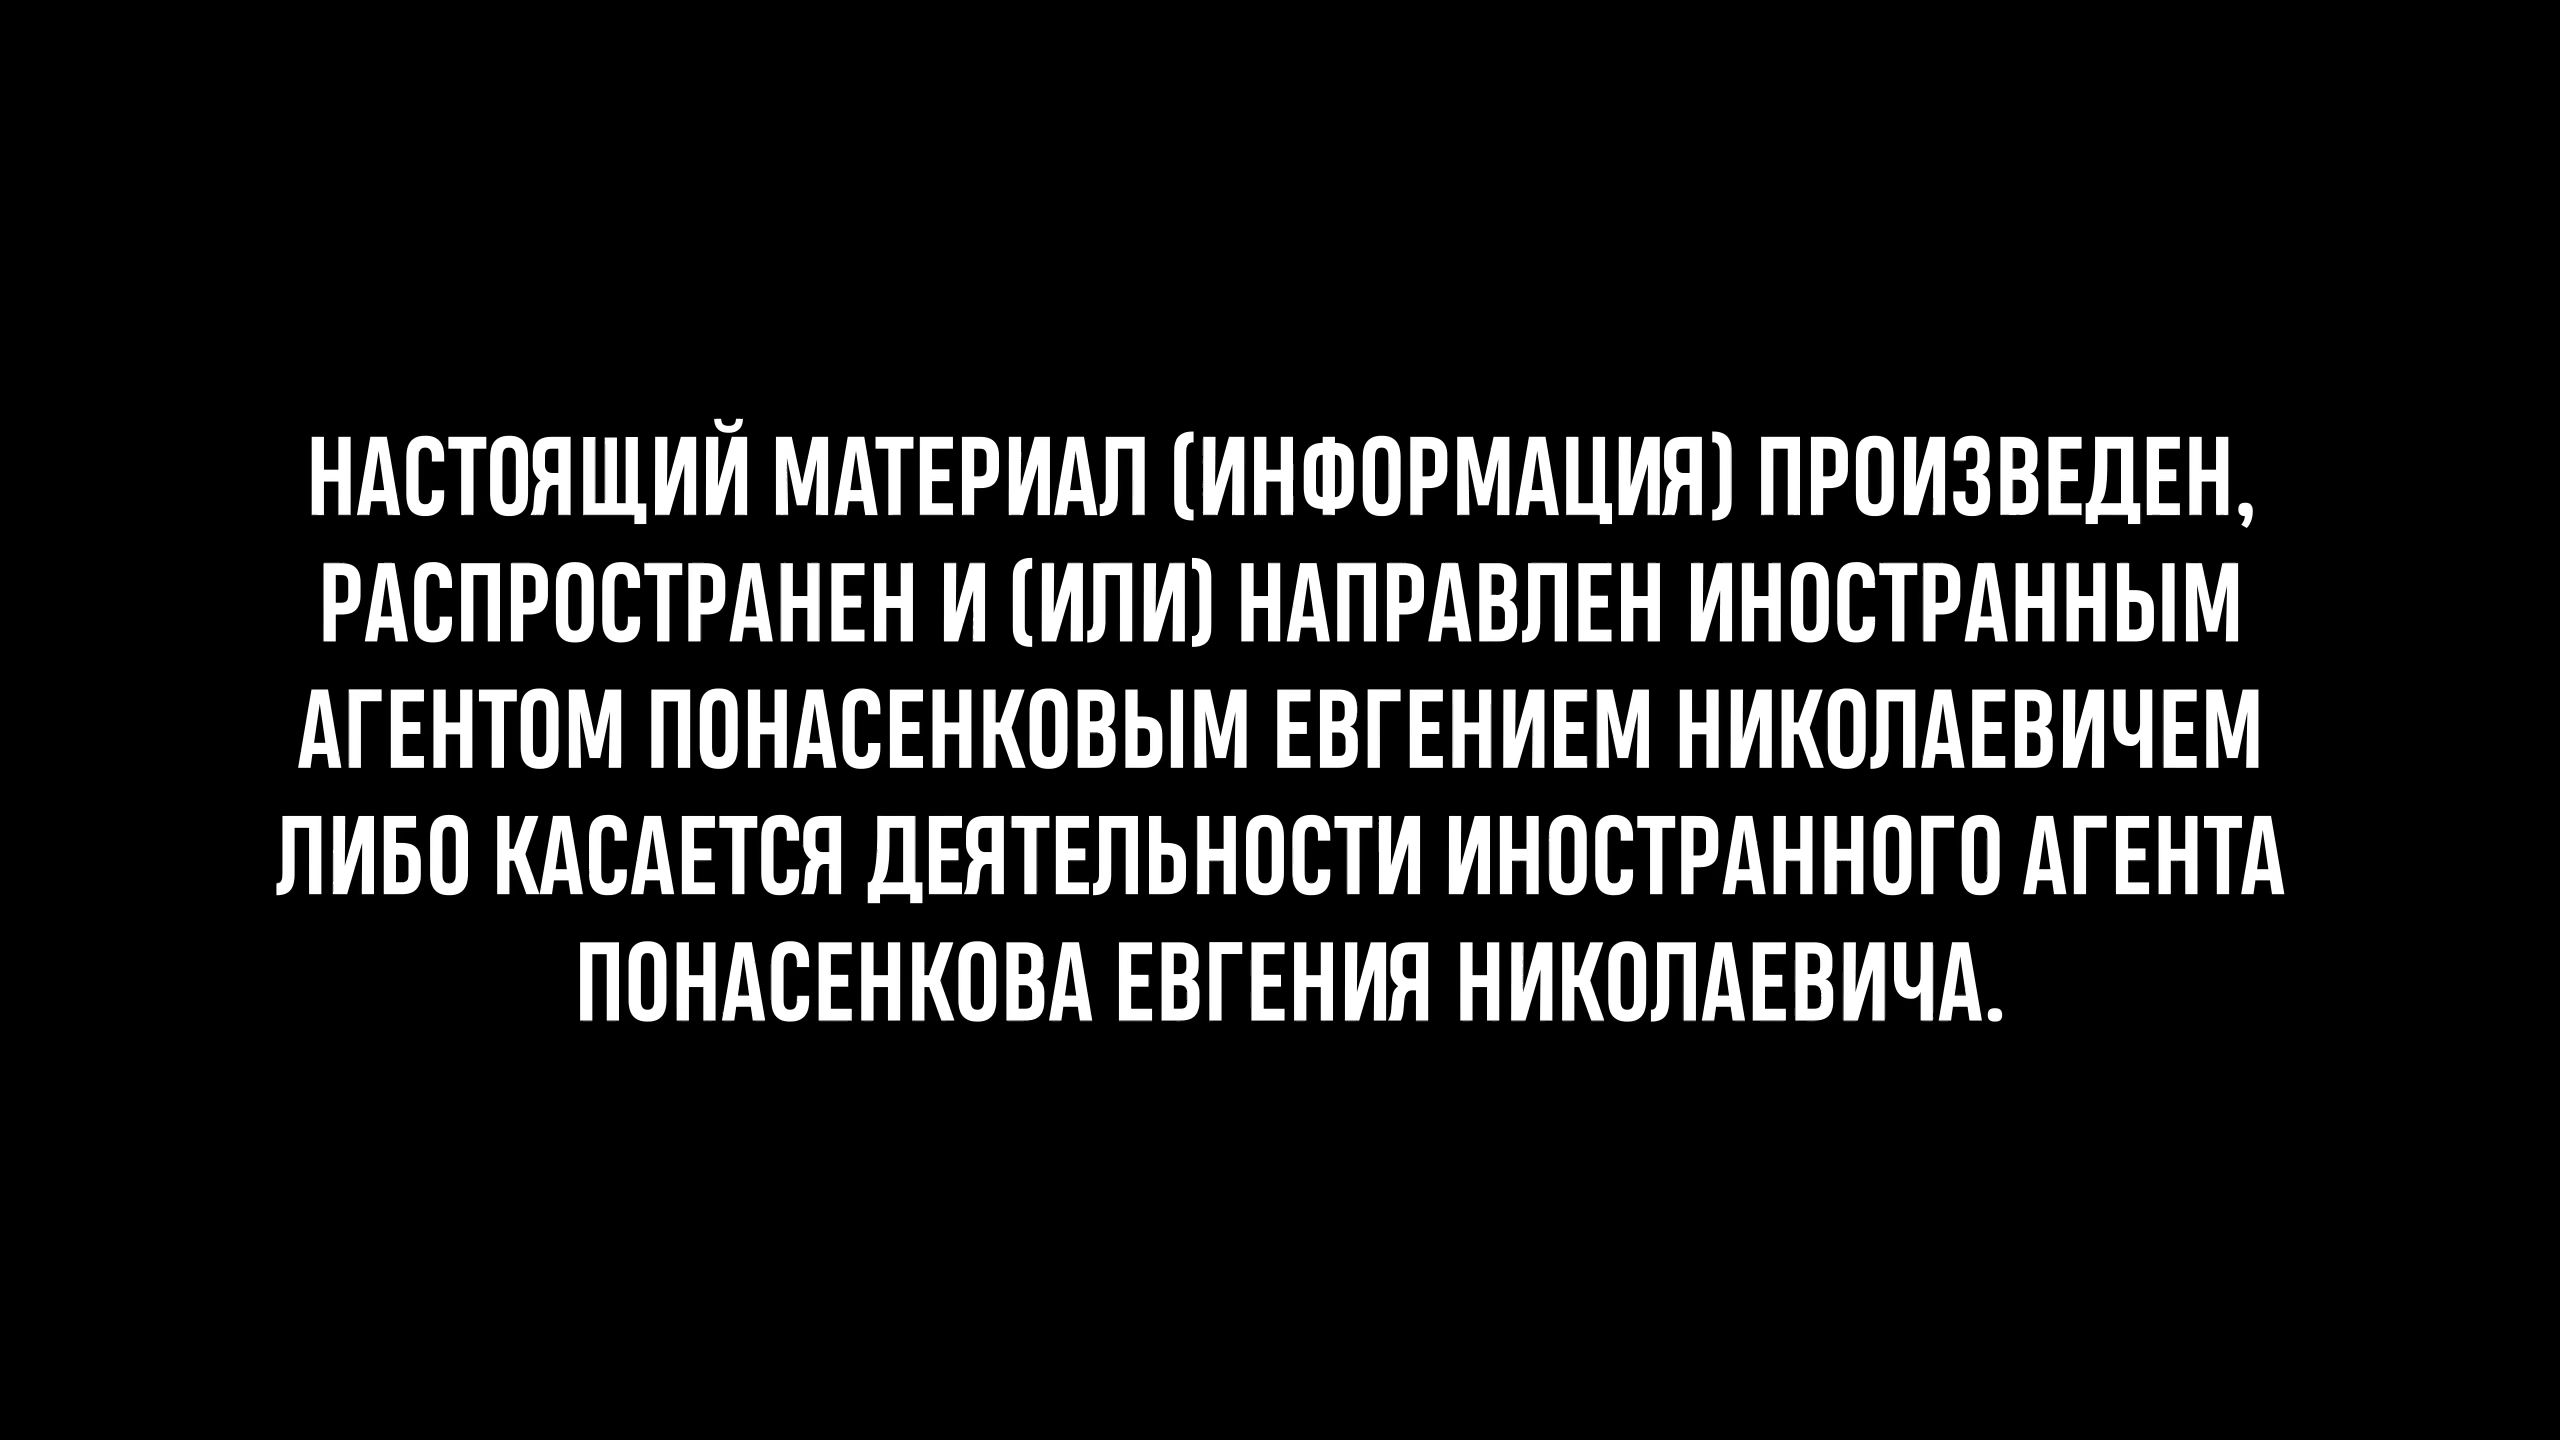 НАСТОЯЩИЙ МАТЕРИАЛ (ИНФОРМАЦИЯ) ПРОИЗВЕДЕН,
РАСПРОСТРАНЕН И (ИЛИ) НАПРАВЛЕН ИНОСТРАННЫМ
АГЕНТОМ ПОНАСЕНКОВЫМ ЕВГЕНИЕМ НИКОЛАЕВИЧЕМ
ЛИБО КАСАЕТСЯ ДЕЯТЕЛЬНОСТИ ИНОСТРАННОГО АГЕНТА
ПОНАСЕНКОВА ЕВГЕНИЯ НИКОЛАЕВИЧА.